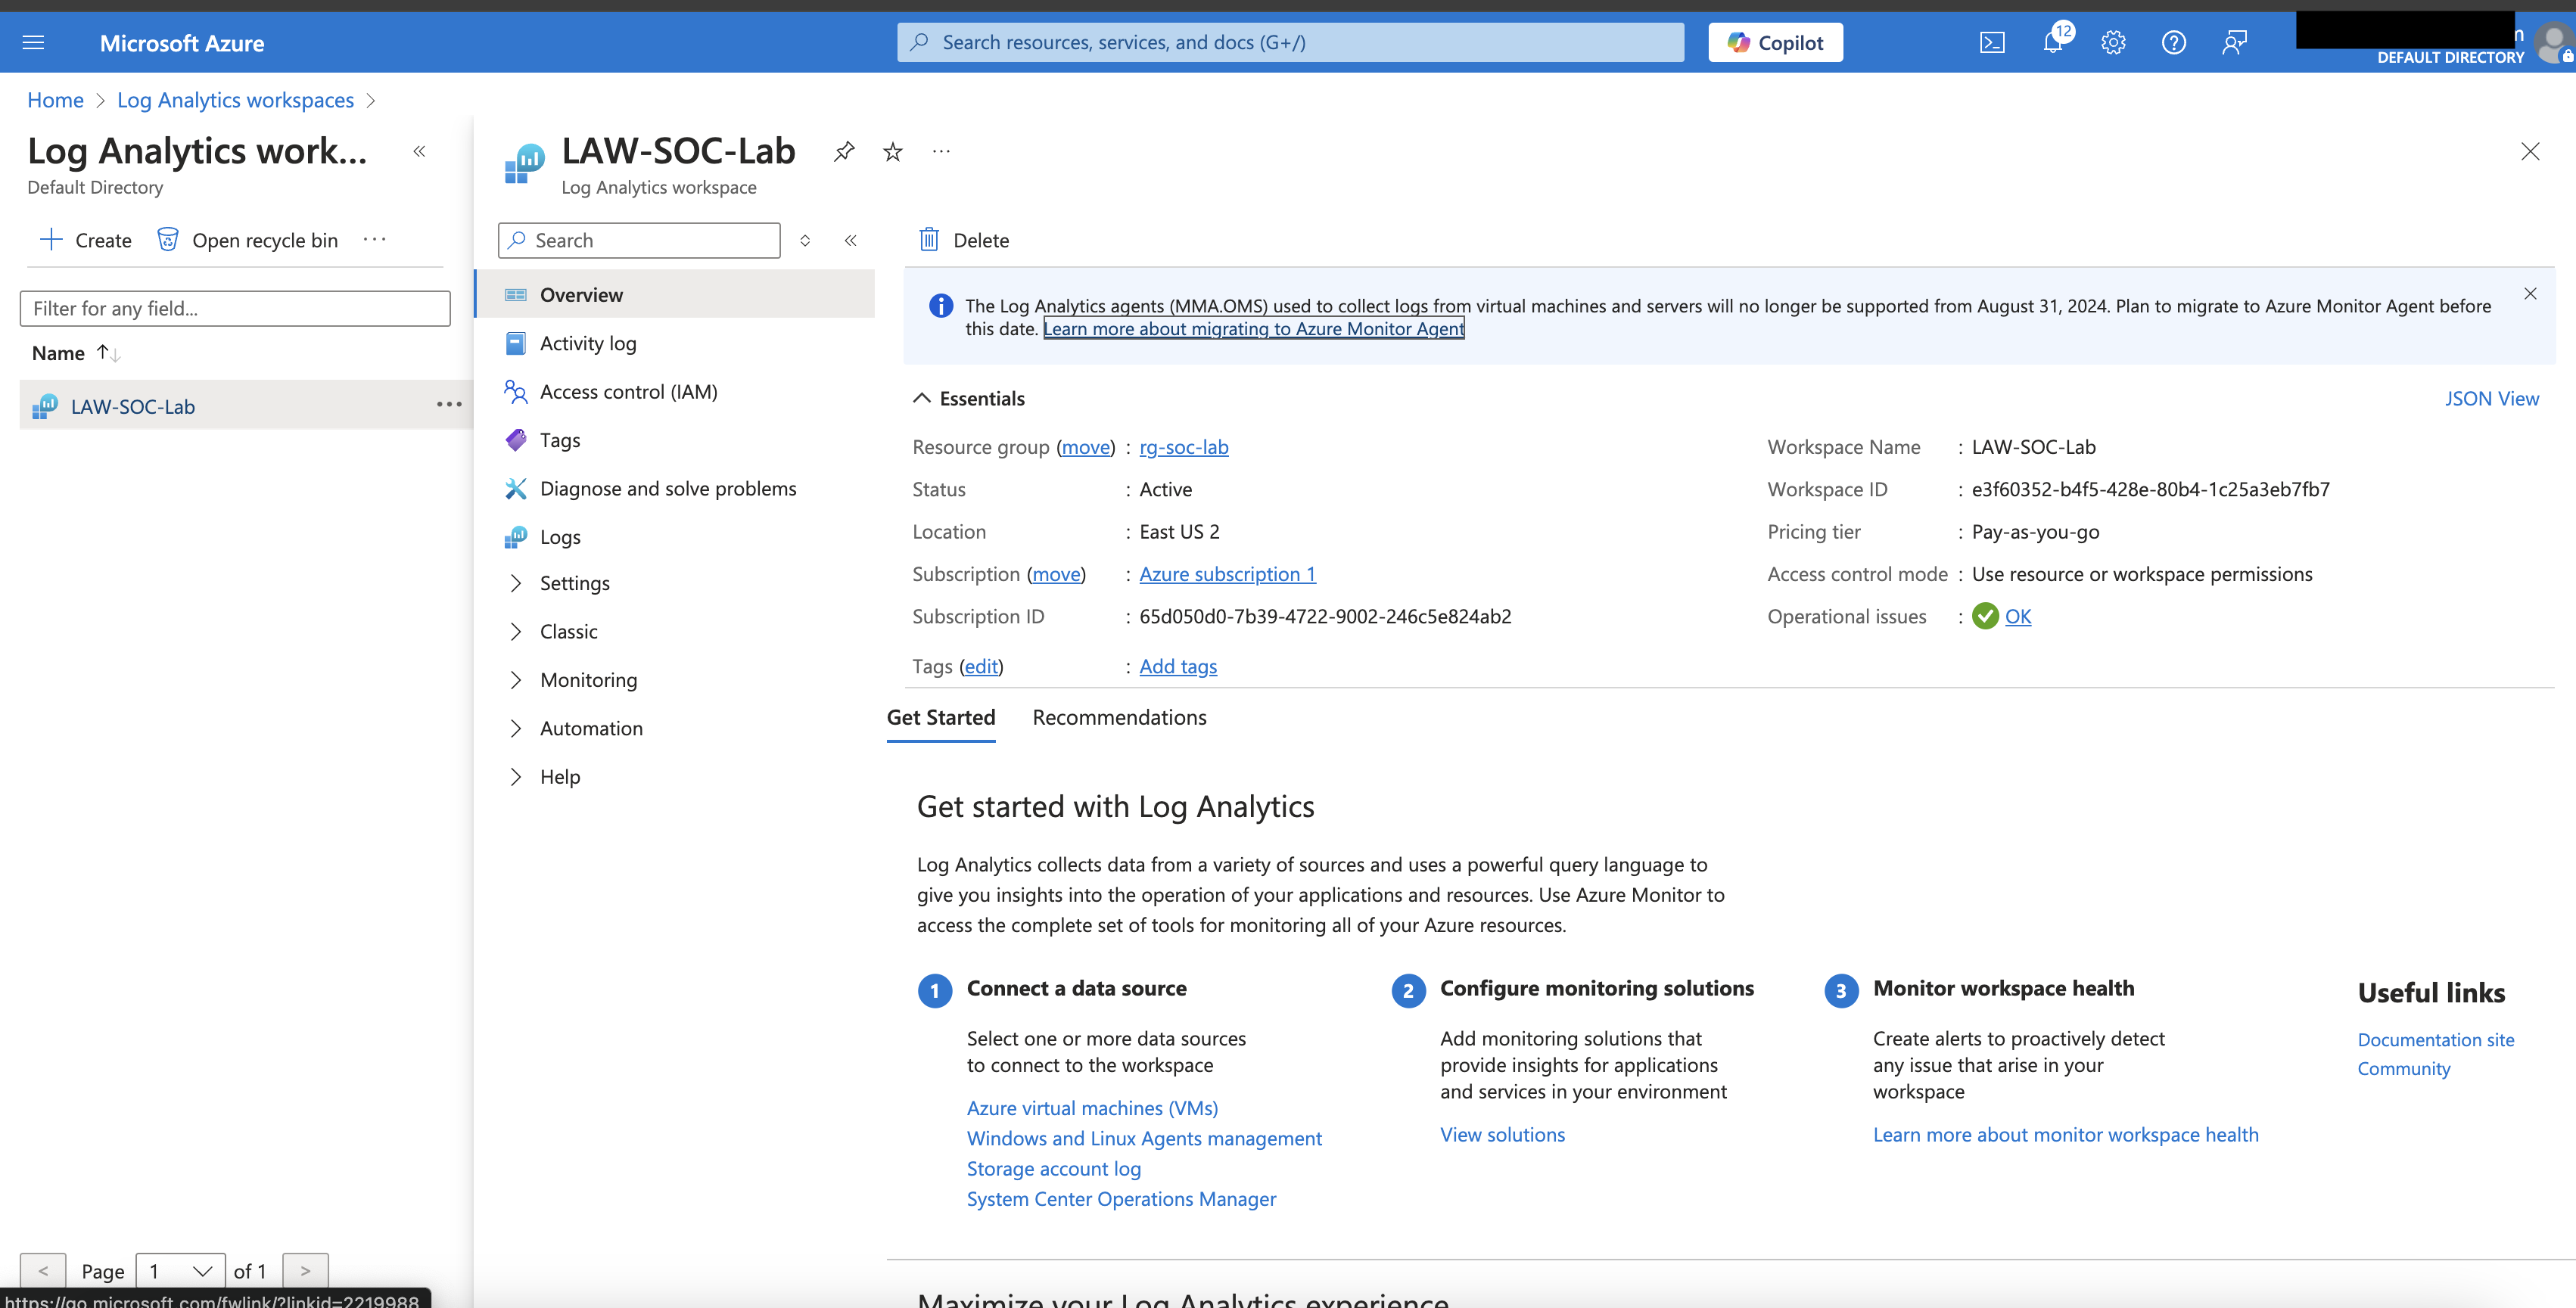 Microsoft Azure
Search resources, services, and docs (G+/)
Copilot
12
DEFAULT DIRECTORY
Home > Log Analytics workspaces >
Log Analytics work...
Default Directory
Create
Open recycle bin
Filter for any field...
Name
LAW-SOC-Lab
Page 1 of 1
https://go.microsoft.com/fwlink/?linkid=2219988
LAW-SOC-Lab
Log Analytics workspace
Search
Overview
Activity log
Access control (IAM)
Tags
Diagnose and solve problems
Logs
Settings
Classic
Monitoring
Automation
Help
Delete
The Log Analytics agents (MMA.OMS) used to collect logs from virtual machines and servers will no longer be supported from August 31, 2024. Plan to migrate to Azure Monitor Agent before
this date. Learn more about migrating to Azure Monitor Agent
Essentials
JSON View
Resource group (move) : rg-soc-lab
Status : Active
Location : East US 2
Subscription (move) : Azure subscription 1
Subscription ID : 65d050d0-7b39-4722-9002-246c5e824ab2
Tags (edit) : Add tags
Workspace Name : LAW-SOC-Lab
Workspace ID : e3f60352-b4f5-428e-80b4-1c25a3eb7fb7
Pricing tier : Pay-as-you-go
Access control mode : Use resource or workspace permissions
Operational issues : OK
Get Started
Recommendations
Get started with Log Analytics
Log Analytics collects data from a variety of sources and uses a powerful query language to
give you insights into the operation of your applications and resources. Use Azure Monitor to
access the complete set of tools for monitoring all of your Azure resources.
1 Connect a data source
Select one or more data sources
to connect to the workspace
Azure virtual machines (VMs)
Windows and Linux Agents management
Storage account log
System Center Operations Manager
2 Configure monitoring solutions
Add monitoring solutions that
provide insights for applications
and services in your environment
View solutions
3 Monitor workspace health
Create alerts to proactively detect
any issue that arise in your
workspace
Learn more about monitor workspace health
Useful links
Documentation site
Community
Maximize your Log Analytics experience